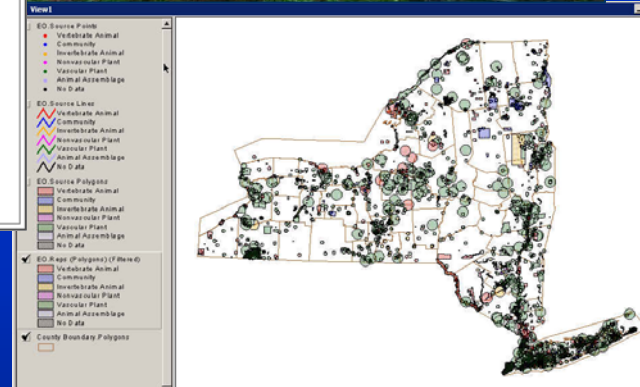 View1
EO.Source Points
Vertebrate Animal
Community
Invertebrate Animal
Nonvascular Plant
Vascular Plant
Animal Assemblage
No Data
EO.Source Lines
Vertebrate Animal
Community
Invertebrate Animal
Nonvascular Plant
Vascular Plant
Animal Assemblage
No Data
EO.Source Polygons
Vertebrate Animal
Community
Invertebrate Animal
Nonvascular Plant
Vascular Plant
Animal Assemblage
No Data
EO.Reps (Polygons) (Filtered)
Vertebrate Animal
Community
Invertebrate Animal
Nonvascular Plant
Vascular Plant
Animal Assemblage
No Data
County Boundary.Polygons